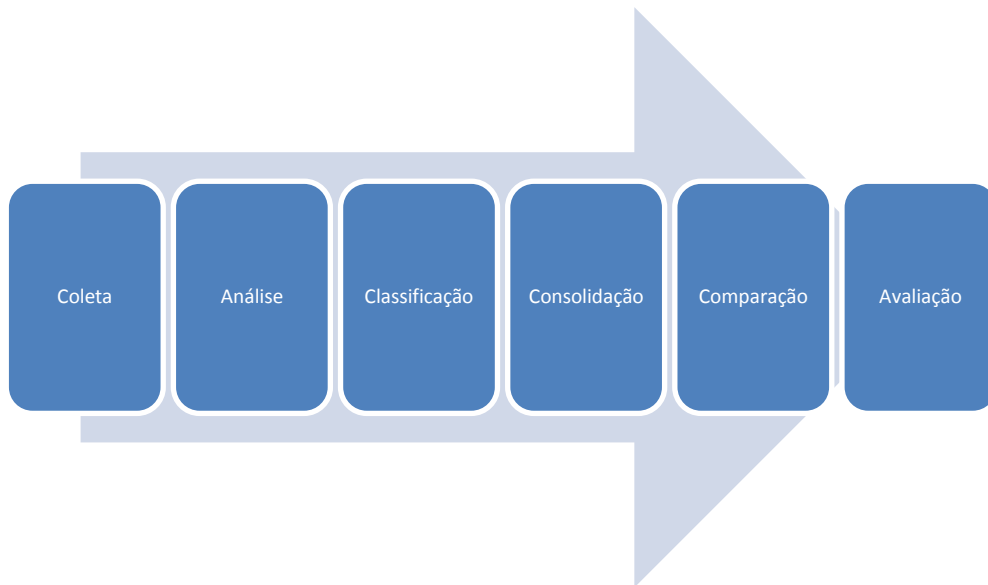 Coleta
Análise
Classificação
Consolidação
Comparação
Avaliação